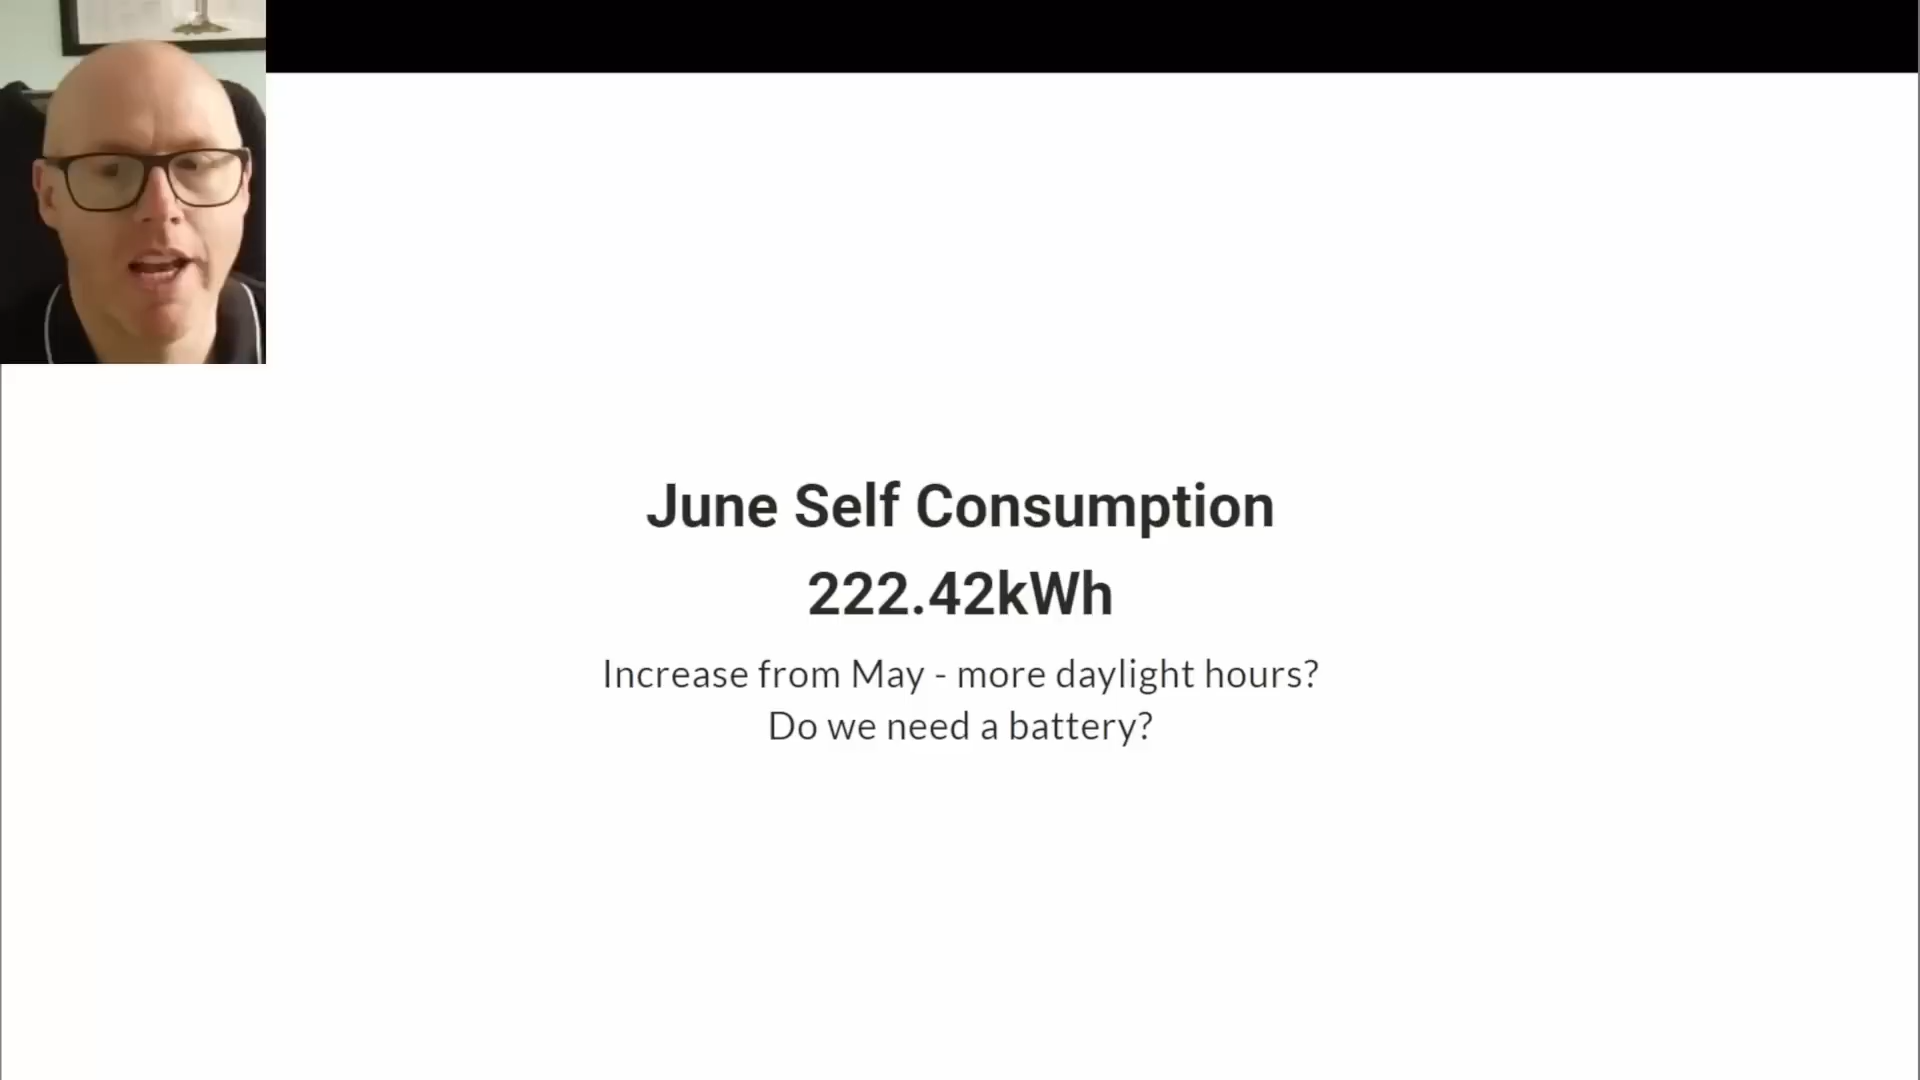 June Self Consumption
222.42kWh
Increase from May - more daylight hours?
Do we need a battery?